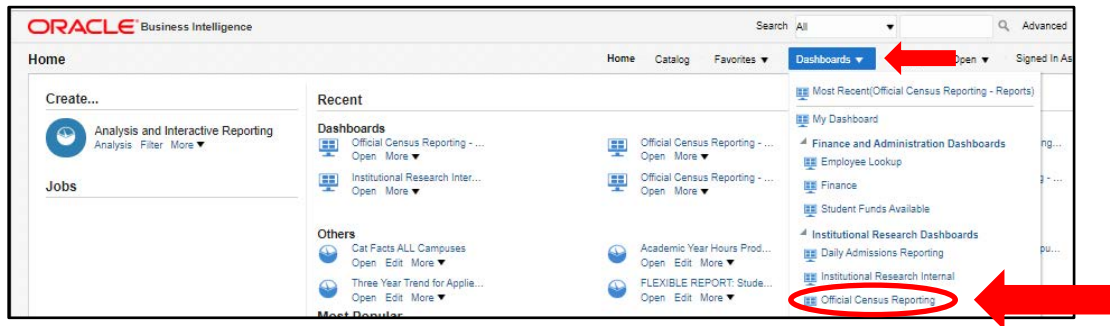 ORACLE Business Intelligence Search All Advanced
Home Home Catalog Favorites Dashboards Open Signed In As
Create...
Analysis and Interactive Reporting
Analysis Filter More
Jobs
Recent
Dashboards
Official Census Reporting - ...
Open More
Official Census Reporting - ...
Open More
Institutional Research Inter...
Open More
Official Census Reporting - ...
Open More
Others
Cat Facts ALL Campuses
Open Edit More
Academic Year Hours Prod...
Open Edit More
Three Year Trend for Applie...
Open Edit More
FLEXIBLE REPORT: Stude...
Open Edit More
Most Popular
Most Recent(Official Census Reporting - Reports)
My Dashboard
Finance and Administration Dashboards
Employee Lookup
Finance
Student Funds Available
Institutional Research Dashboards
Daily Admissions Reporting
Institutional Research Internal
Official Census Reporting